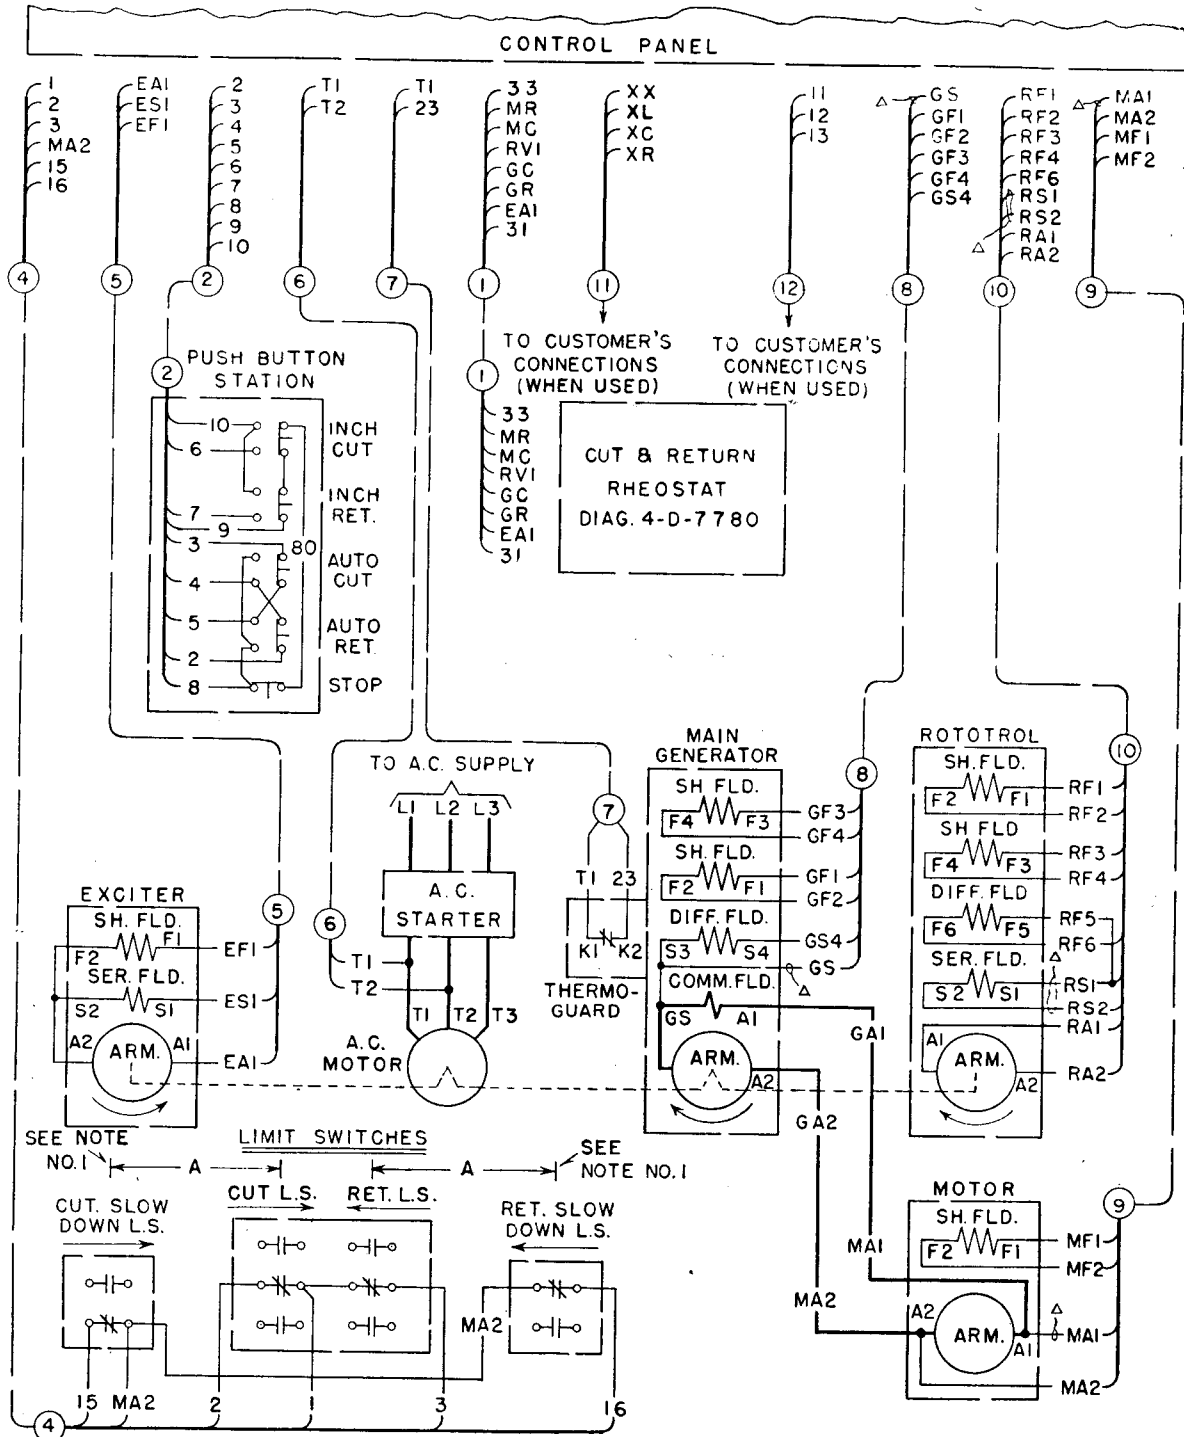 CONTROL PANEL
1
2
3
MA2
15
16
EA1
ES1
EF1
2
3
4
5
6
7
8
9
10
T1
T2
T1
23
33
MR
MC
RV1
GC
GR
EA1
31
XX
XL
XC
XR
11
12
13
△ GS
GF1
GF2
GF3
GF4
GS4
RF1
RF2
RF3
RF4
RF6
RS1
RS2
△
RA1
RA2
△ MA1
MA2
MF1
MF2
4
5
2
6
7
1
11
12
8
10
9
TO CUSTOMER'S
CONNECTIONS
(WHEN USED)
TO CUSTOMER'S
CONNECTIONS
(WHEN USED)
2
PUSH BUTTON
STATION
10
6
7
9
3
80
4
5
2
8
INCH
CUT
INCH
RET.
AUTO
CUT
AUTO
RET.
STOP
1
33
MR
MC
RV1
GC
GR
EA1
31
CUT & RETURN
RHEOSTAT
DIAG. 4-D-7780
TO A.C. SUPPLY
L1 L2 L3
A.C.
STARTER
6
T1
T2
T1 T2 T3
A.C.
MOTOR
7
T1 23
K1 K2
THERMO-
GUARD
EXCITER
5
SH. FLD.
F2 F1
EF1
SER. FLD.
S2 S1
ES1
A2 ARM. A1
EA1
MAIN
GENERATOR
8
SH FLD.
F4 F3
GF3
GF4
SH. FLD.
F2 F1
GF1
GF2
DIFF. FLD
S3 S4
GS4
GS
△
COMM. FLD.
GS A1
GA1
ARM.
A2
GA2
ROTOTROL
10
SH. FLD.
F2 F1
RF1
RF2
SH. FLD
F4 F3
RF3
RF4
DIFF. FLD
F6 F5
RF5
RF6
△
SER. FLD.
S2 S1
RS1
RS2
RA1
A1
ARM.
A2
RA2
SEE NOTE
NO. 1
A
LIMIT SWITCHES
A
SEE
NOTE NO. 1
CUT. SLOW
DOWN L.S.
CUT L.S.
RET. L.S.
RET. SLOW
DOWN L.S.
MA2
15
MA2
2
1
3
16
4
MA1
MA2
MOTOR
9
SH. FLD.
F2 F1
MF1
MF2
△
A2
ARM.
A1
MA1
MA2